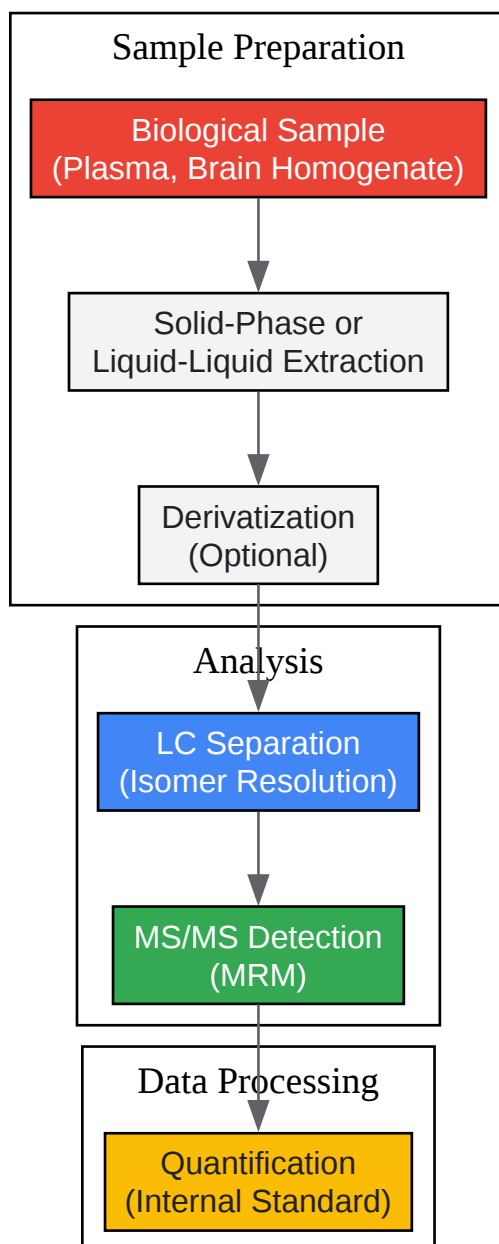 Sample Preparation
Biological Sample
(Plasma, Brain Homogenate)
Solid-Phase or
Liquid-Liquid Extraction
Derivatization
(Optional)
Analysis
LC Separation
(Isomer Resolution)
MS/MS Detection
(MRM)
Data Processing
Quantification
(Internal Standard)